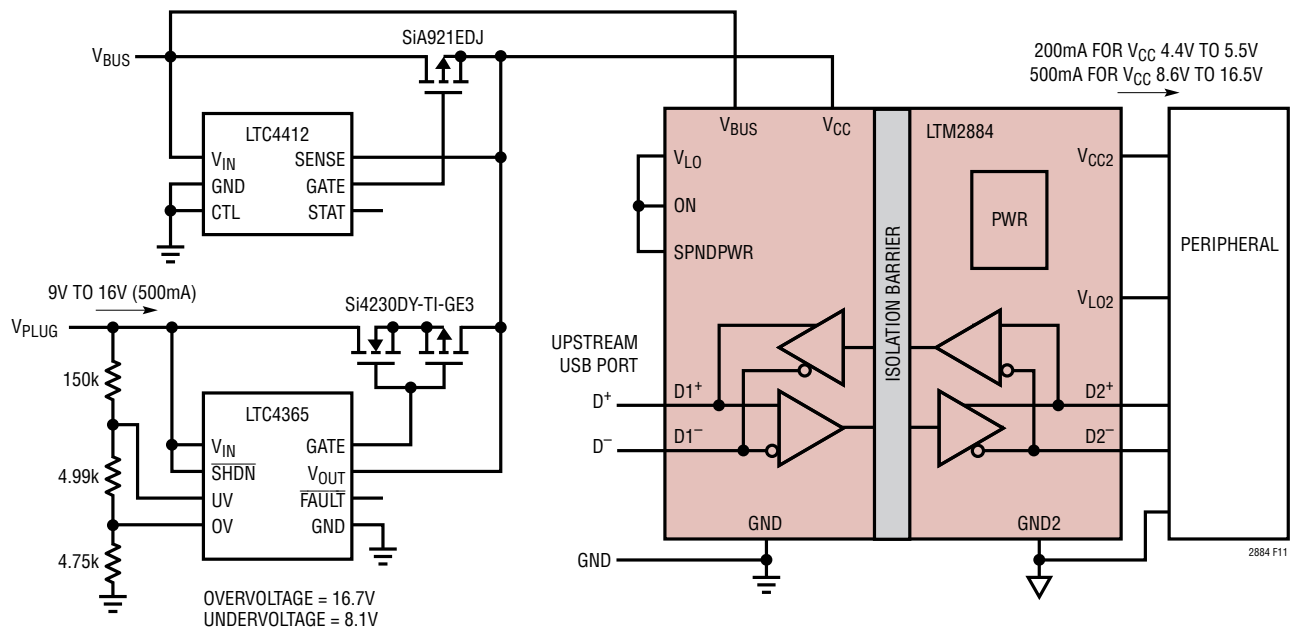 SiA921EDJ
V_BUS
LTC4412
V_IN
GND
CTL
SENSE
GATE
STAT
9V TO 16V (500mA)
V_PLUG
Si4230DY-TI-GE3
150k
4.99k
4.75k
LTC4365
V_IN
SHDN
UV
OV
GATE
V_OUT
FAULT
GND
OVERVOLTAGE = 16.7V
UNDERVOLTAGE = 8.1V
200mA FOR V_CC 4.4V TO 5.5V
500mA FOR V_CC 8.6V TO 16.5V
V_BUS
V_CC
LTM2884
V_LO
ON
SPNDPWR
ISOLATION BARRIER
PWR
V_CC2
V_LO2
PERIPHERAL
UPSTREAM
USB PORT
D+
D−
D1+
D1−
D2+
D2−
GND
GND2
GND
2884 F11